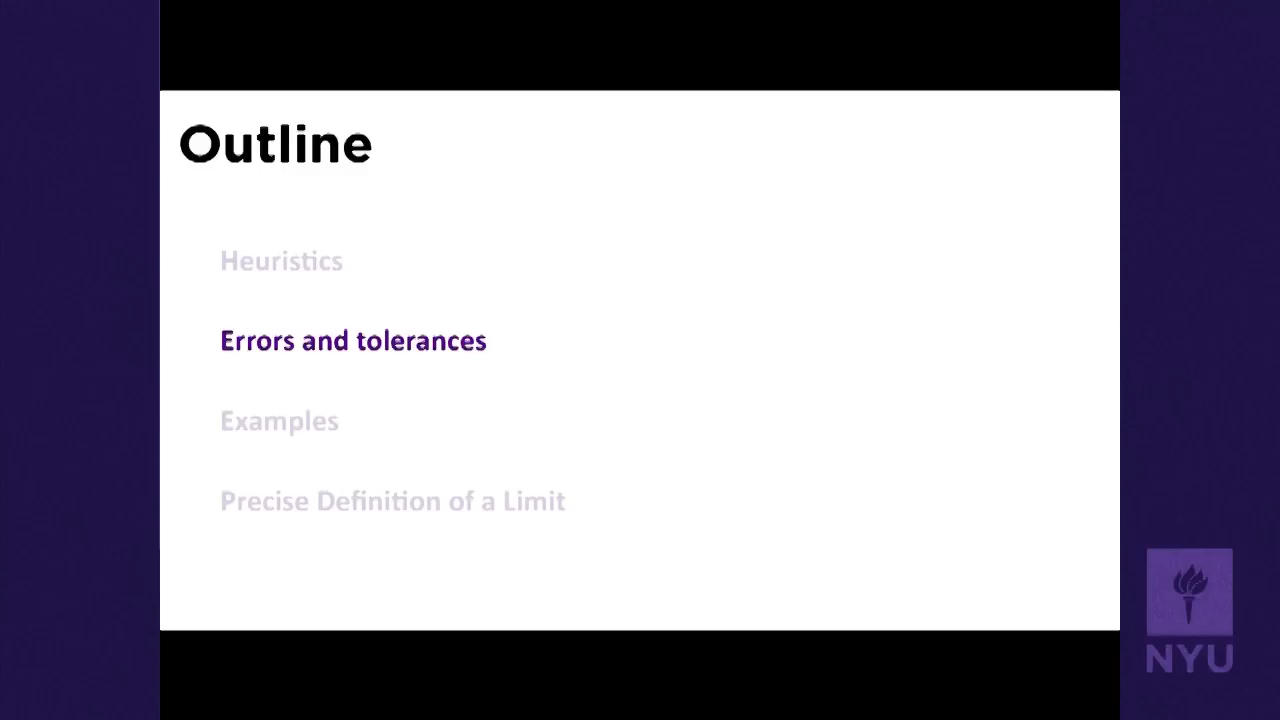 Outline
Heuristics
Errors and tolerances
Examples
Precise Definition of a Limit
NYU